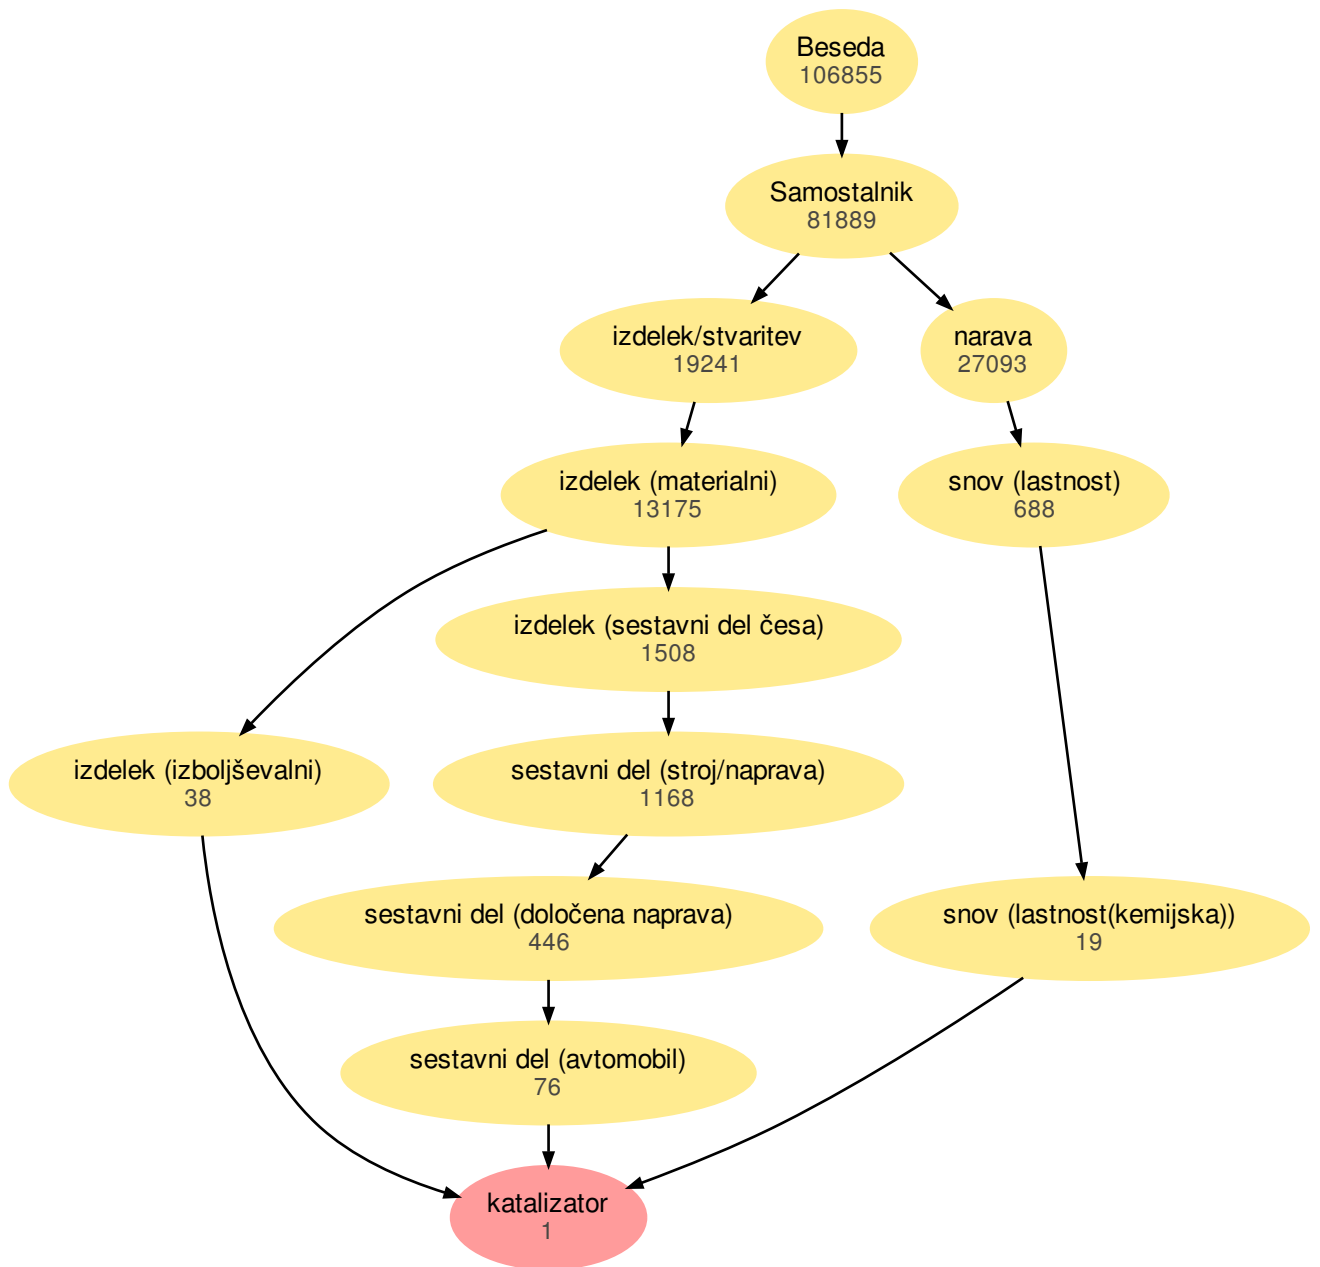 Beseda
106855
Samostalnik
81889
izdelek/stvaritev
19241
narava
27093
izdelek (materialni)
13175
snov (lastnost)
688
izdelek (sestavni del česa)
1508
izdelek (izboljševalni)
38
sestavni del (stroj/naprava)
1168
sestavni del (določena naprava)
446
snov (lastnost(kemijska))
19
sestavni del (avtomobil)
76
katalizator
1